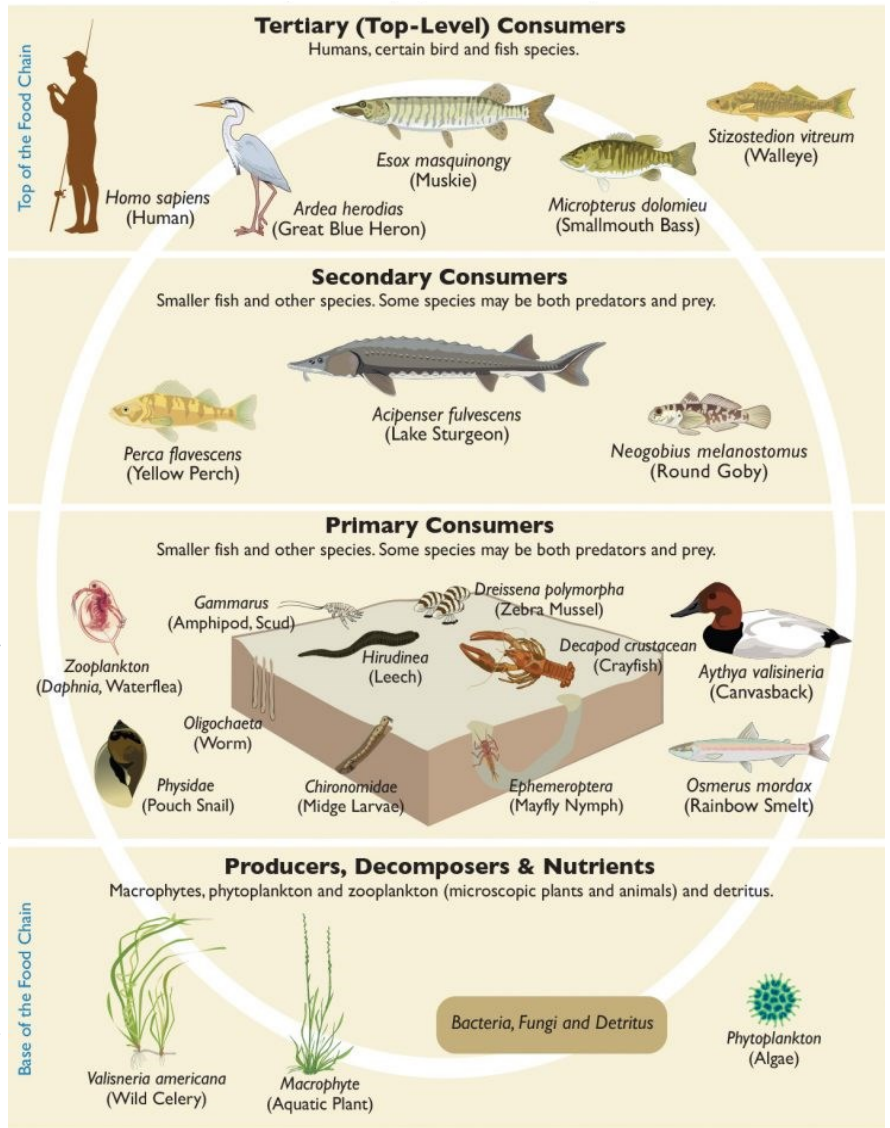 Tertiary (Top-Level) Consumers
Humans, certain bird and fish species.
Top of the Food Chain
Homo sapiens
(Human)
Ardea herodias
(Great Blue Heron)
Esox masquinongy
(Muskie)
Micropterus dolomieu
(Smallmouth Bass)
Stizostedion vitreum
(Walleye)
Secondary Consumers
Smaller fish and other species. Some species may be both predators and prey.
Perca flavescens
(Yellow Perch)
Acipenser fulvescens
(Lake Sturgeon)
Neogobius melanostomus
(Round Goby)
Primary Consumers
Smaller fish and other species. Some species may be both predators and prey.
Zooplankton
(Daphnia, Waterflea)
Gammarus
(Amphipod, Scud)
Dreissena polymorpha
(Zebra Mussel)
Hirudinea
(Leech)
Decapod crustacean
(Crayfish)
Aythya valisineria
(Canvasback)
Oligochaeta
(Worm)
Physidae
(Pouch Snail)
Chironomidae
(Midge Larvae)
Ephemeroptera
(Mayfly Nymph)
Osmerus mordax
(Rainbow Smelt)
Producers, Decomposers & Nutrients
Macrophytes, phytoplankton and zooplankton (microscopic plants and animals) and detritus.
Base of the Food Chain
Valisneria americana
(Wild Celery)
Macrophyte
(Aquatic Plant)
Bacteria, Fungi and Detritus
Phytoplankton
(Algae)